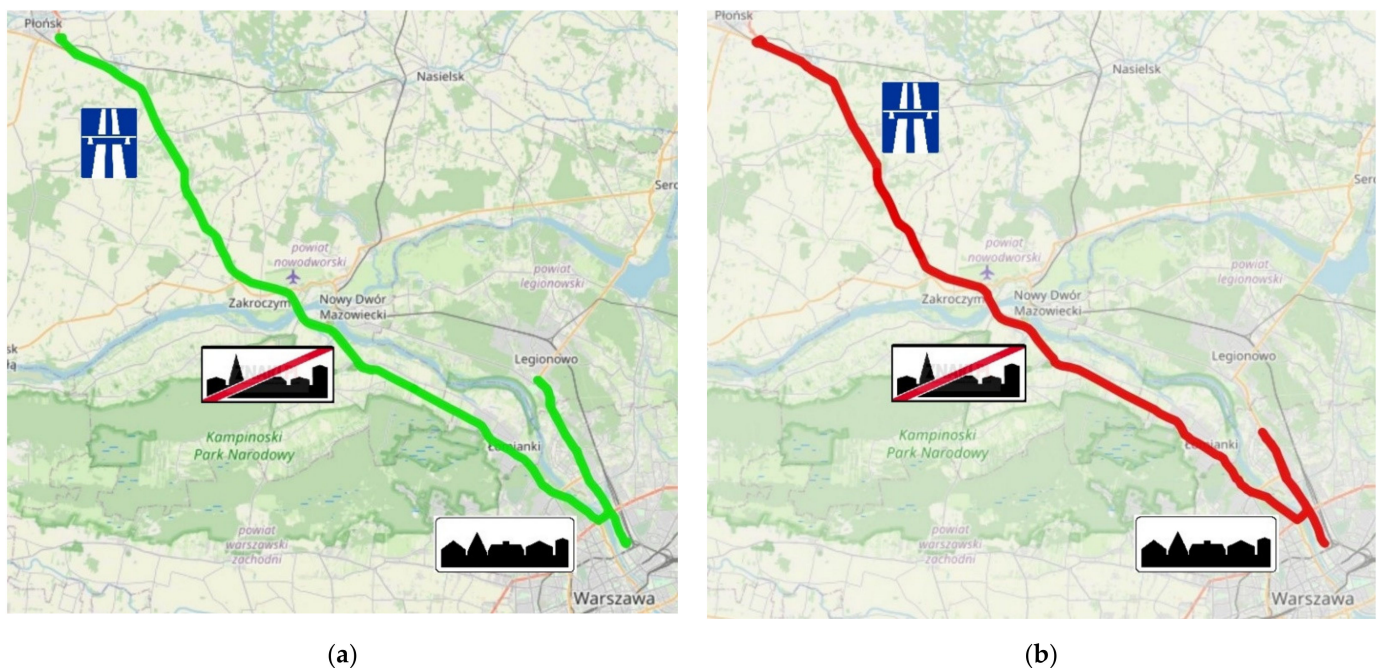 Płońsk
Nasielsk
Sero
powiat
nowodworski
Zakroczym
Nowy Dwór
Mazowiecki
powiat
legionowski
sk
łą
Legionowo
Kampinoski
Park Narodowy
Łomianki
powiat
warszawski
zachodni
Warszawa
(a)
Płońsk
Nasielsk
Sero
powiat
nowodworski
Zakroczym
Nowy Dwór
Mazowiecki
powiat
legionowski
Legionowo
Kampinoski
Park Narodowy
Łomianki
powiat
warszawski
zachodni
Warszawa
(b)